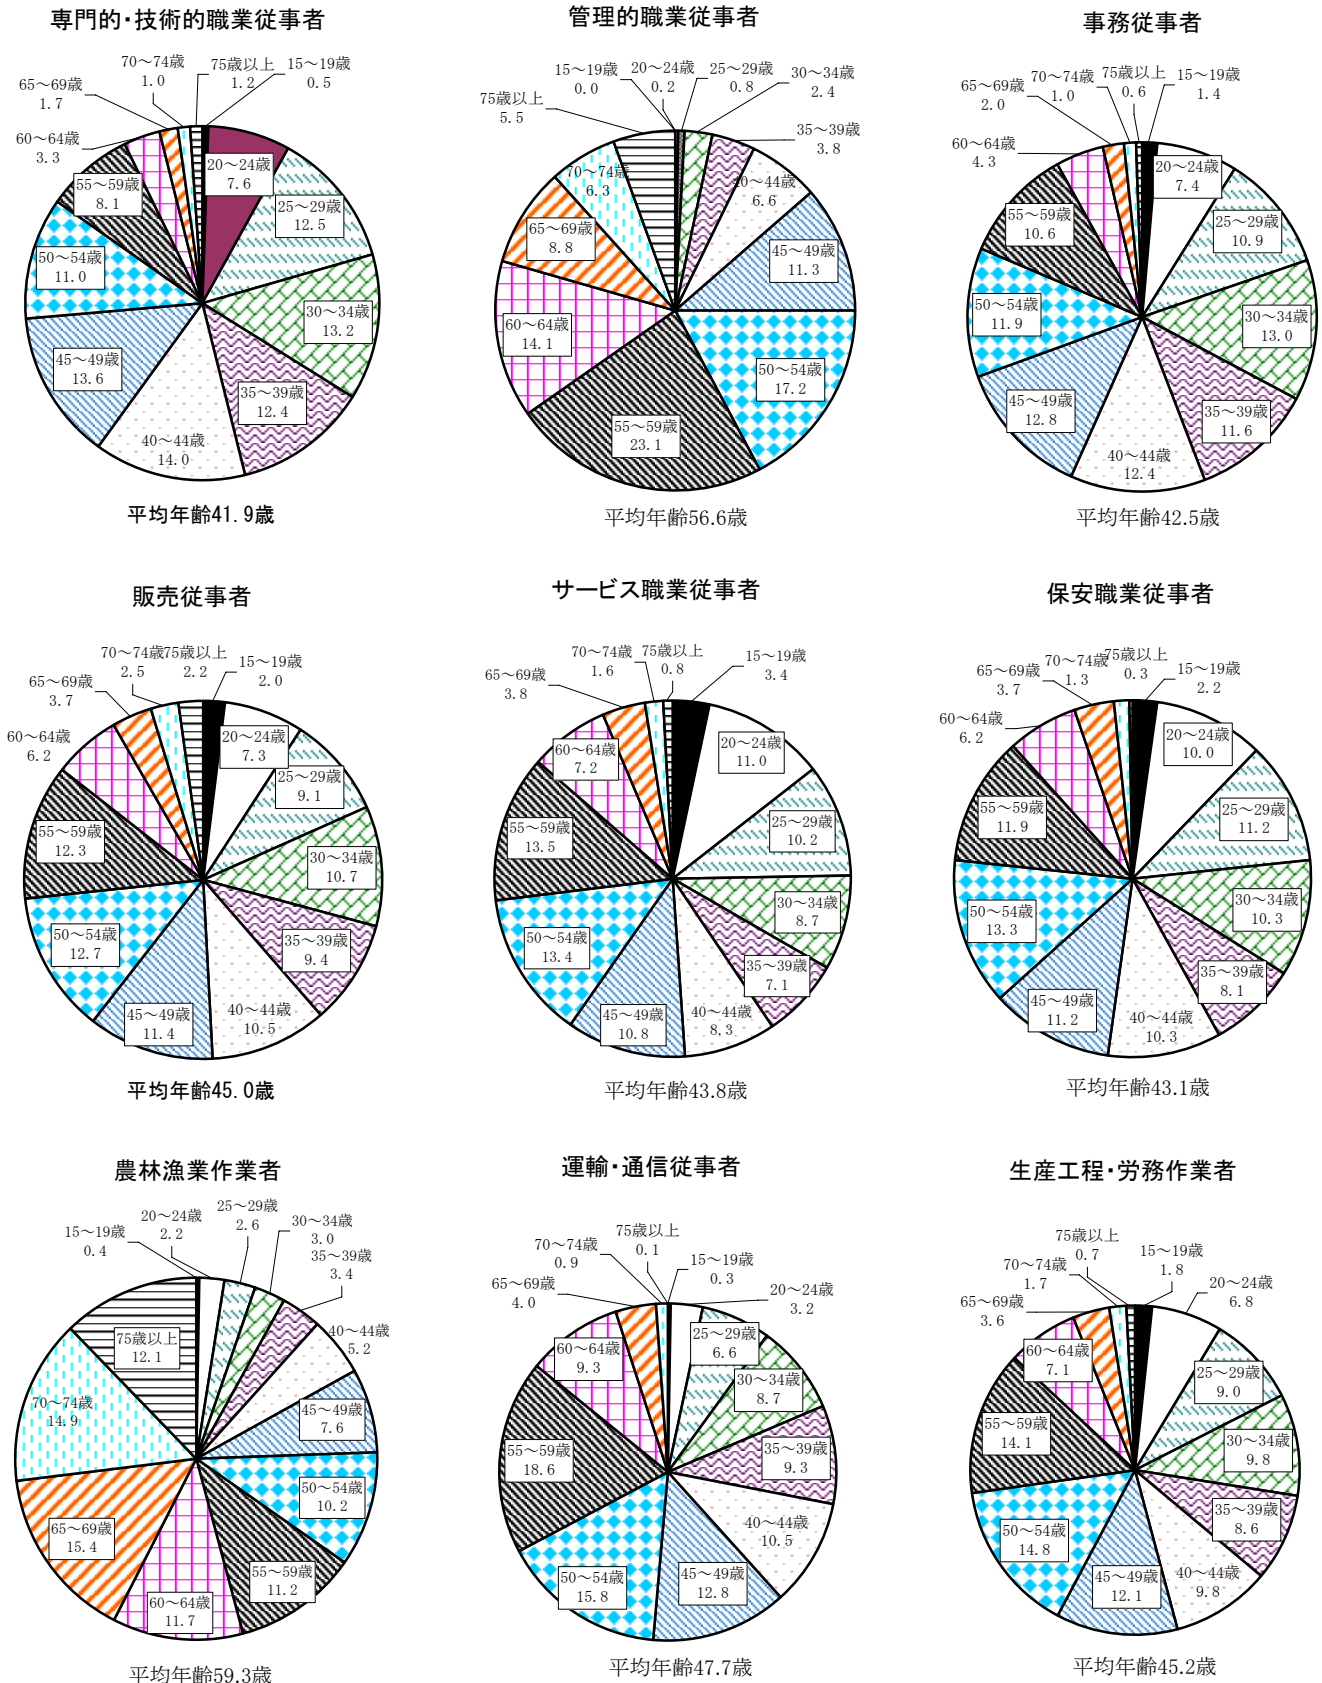 専門的・技術的職業従事者
70～74歳
1.0
75歳以上
1.2
15～19歳
0.5
65～69歳
1.7
60～64歳
3.3
55～59歳
8.1
20～24歳
7.6
25～29歳
12.5
50～54歳
11.0
30～34歳
13.2
45～49歳
13.6
35～39歳
12.4
40～44歳
14.0
平均年齢41.9歳
管理的職業従事者
15～19歳
0.0
20～24歳
0.2
25～29歳
0.8
30～34歳
2.4
75歳以上
5.5
35～39歳
3.8
70～74歳
6.3
40～44歳
6.6
65～69歳
8.8
45～49歳
11.3
60～64歳
14.1
50～54歳
17.2
55～59歳
23.1
平均年齢56.6歳
事務従事者
65～69歳
2.0
70～74歳
1.0
75歳以上
0.6
15～19歳
1.4
60～64歳
4.3
20～24歳
7.4
55～59歳
10.6
25～29歳
10.9
50～54歳
11.9
30～34歳
13.0
45～49歳
12.8
35～39歳
11.6
40～44歳
12.4
平均年齢42.5歳
販売従事者
70～74歳
2.5
75歳以上
2.2
15～19歳
2.0
65～69歳
3.7
60～64歳
6.2
20～24歳
7.3
25～29歳
9.1
55～59歳
12.3
30～34歳
10.7
50～54歳
12.7
35～39歳
9.4
45～49歳
11.4
40～44歳
10.5
平均年齢45.0歳
サービス職業従事者
65～69歳
3.8
70～74歳
1.6
75歳以上
0.8
15～19歳
3.4
60～64歳
7.2
20～24歳
11.0
55～59歳
13.5
25～29歳
10.2
30～34歳
8.7
50～54歳
13.4
35～39歳
7.1
45～49歳
10.8
40～44歳
8.3
平均年齢43.8歳
保安職業従事者
65～69歳
3.7
70～74歳
1.3
75歳以上
0.3
15～19歳
2.2
60～64歳
6.2
20～24歳
10.0
55～59歳
11.9
25～29歳
11.2
50～54歳
13.3
30～34歳
10.3
45～49歳
11.2
35～39歳
8.1
40～44歳
10.3
平均年齢43.1歳
農林漁業作業者
15～19歳
0.4
20～24歳
2.2
25～29歳
2.6
30～34歳
3.0
35～39歳
3.4
75歳以上
12.1
40～44歳
5.2
70～74歳
14.9
45～49歳
7.6
50～54歳
10.2
65～69歳
15.4
55～59歳
11.2
60～64歳
11.7
平均年齢59.3歳
運輸・通信従事者
65～69歳
4.0
70～74歳
0.9
75歳以上
0.1
15～19歳
0.3
20～24歳
3.2
60～64歳
9.3
25～29歳
6.6
30～34歳
8.7
55～59歳
18.6
35～39歳
9.3
40～44歳
10.5
50～54歳
15.8
45～49歳
12.8
平均年齢47.7歳
生産工程・労務作業者
65～69歳
3.6
70～74歳
1.7
75歳以上
0.7
15～19歳
1.8
20～24歳
6.8
60～64歳
7.1
25～29歳
9.0
55～59歳
14.1
30～34歳
9.8
50～54歳
14.8
35～39歳
8.6
45～49歳
12.1
40～44歳
9.8
平均年齢45.2歳